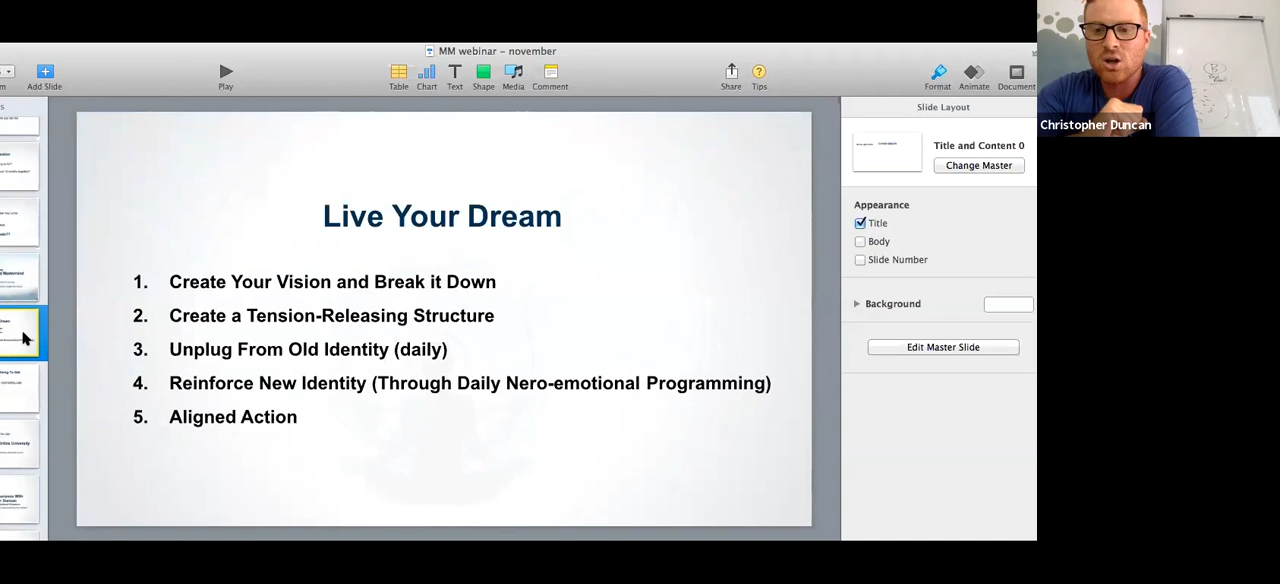 MM webinar – november
Add Slide
Play
Table
Chart
Text
Shape
Media
Comment
Share
Tips
Format
Animate
Document
Christopher Duncan
Slide Layout
Title and Content 0
Change Master
Appearance
Title
Body
Slide Number
Background
Edit Master Slide
Live Your Dream
1. Create Your Vision and Break it Down
2. Create a Tension-Releasing Structure
3. Unplug From Old Identity (daily)
4. Reinforce New Identity (Through Daily Nero-emotional Programming)
5. Aligned Action